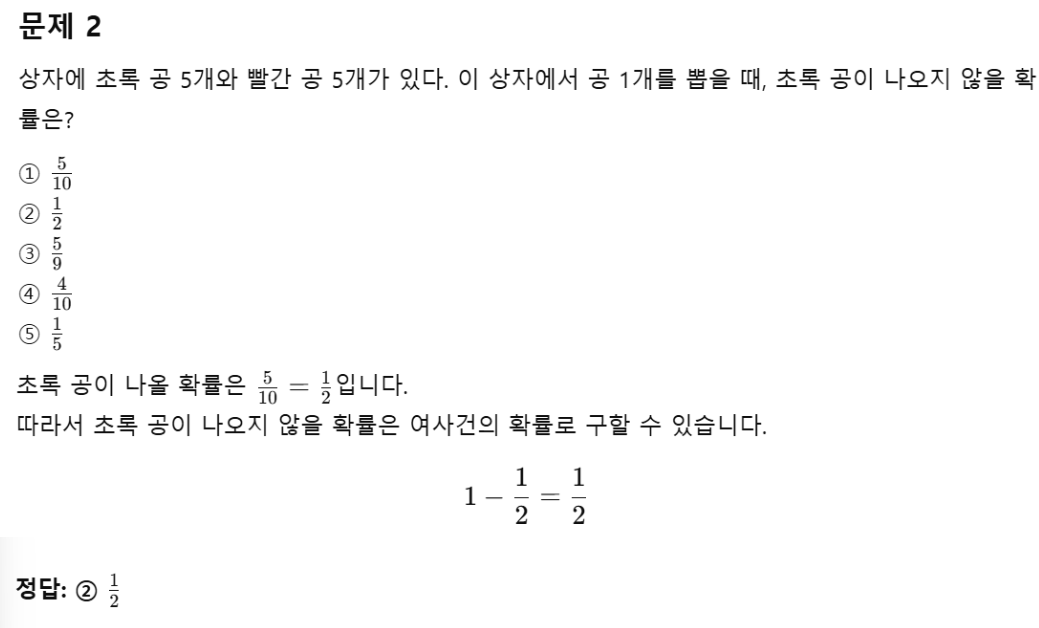 문제 2
상자에 초록 공 5개와 빨간 공 5개가 있다. 이 상자에서 공 1개를 뽑을 때, 초록 공이 나오지 않을 확
률은?
① 5/10
② 1/2
③ 5/9
④ 4/10
⑤ 1/5
초록 공이 나올 확률은 5/10 = 1/2입니다.
따라서 초록 공이 나오지 않을 확률은 여사건의 확률로 구할 수 있습니다.
1 − 1/2 = 1/2
정답: ② 1/2